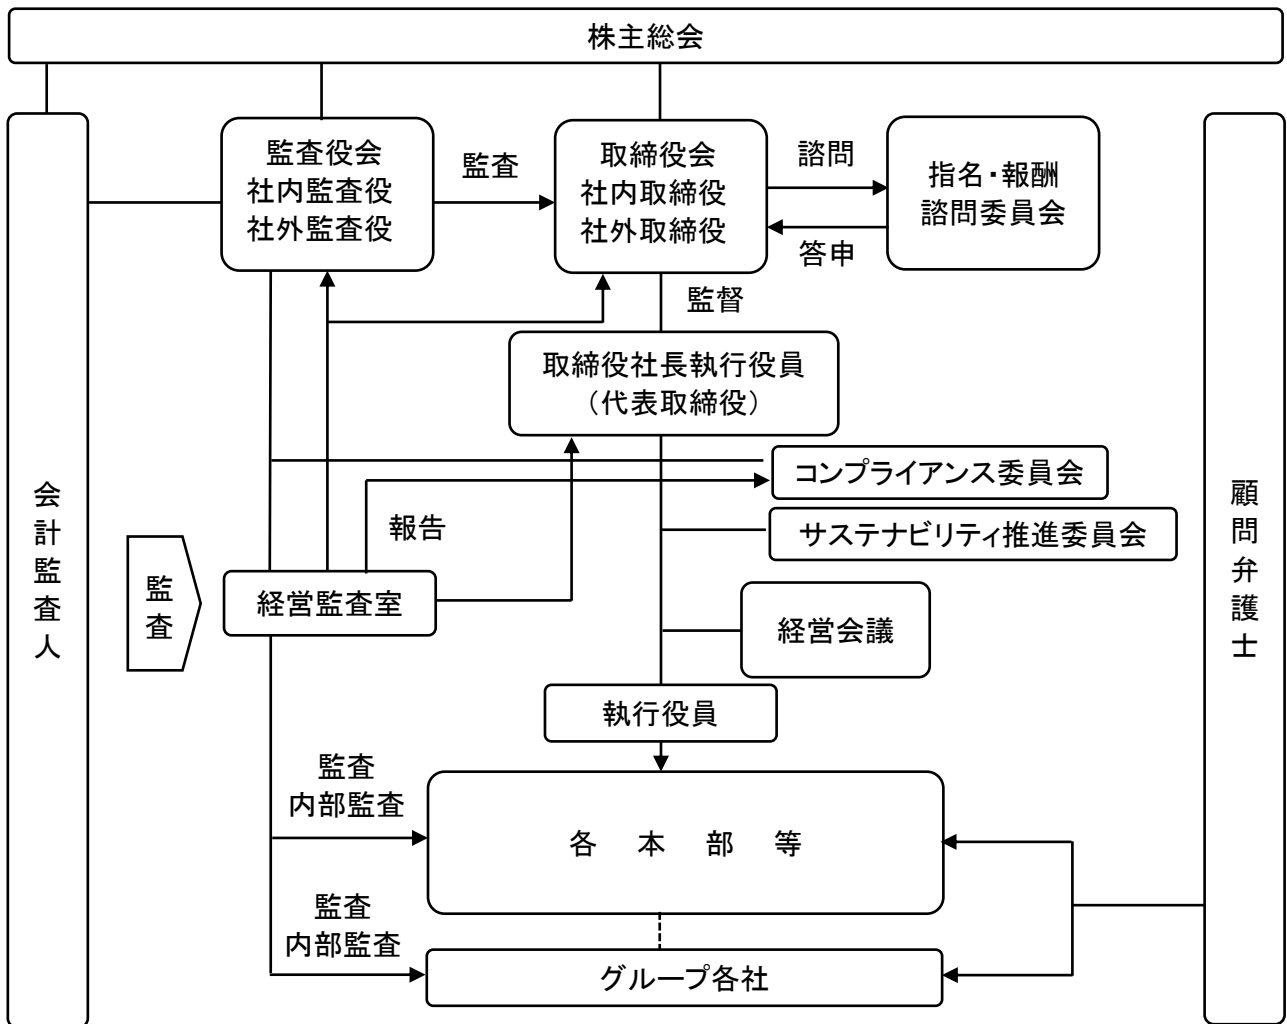 株主総会
監査役会
社内監査役
社外監査役
監査
取締役会
社内取締役
社外取締役
諮問
答申
指名・報酬
諮問委員会
監督
取締役社長執行役員
（代表取締役）
コンプライアンス委員会
報告
サステナビリティ推進委員会
会計監査人
監査
経営監査室
経営会議
顧問弁護士
執行役員
監査
内部監査
各本部等
監査
内部監査
グループ各社